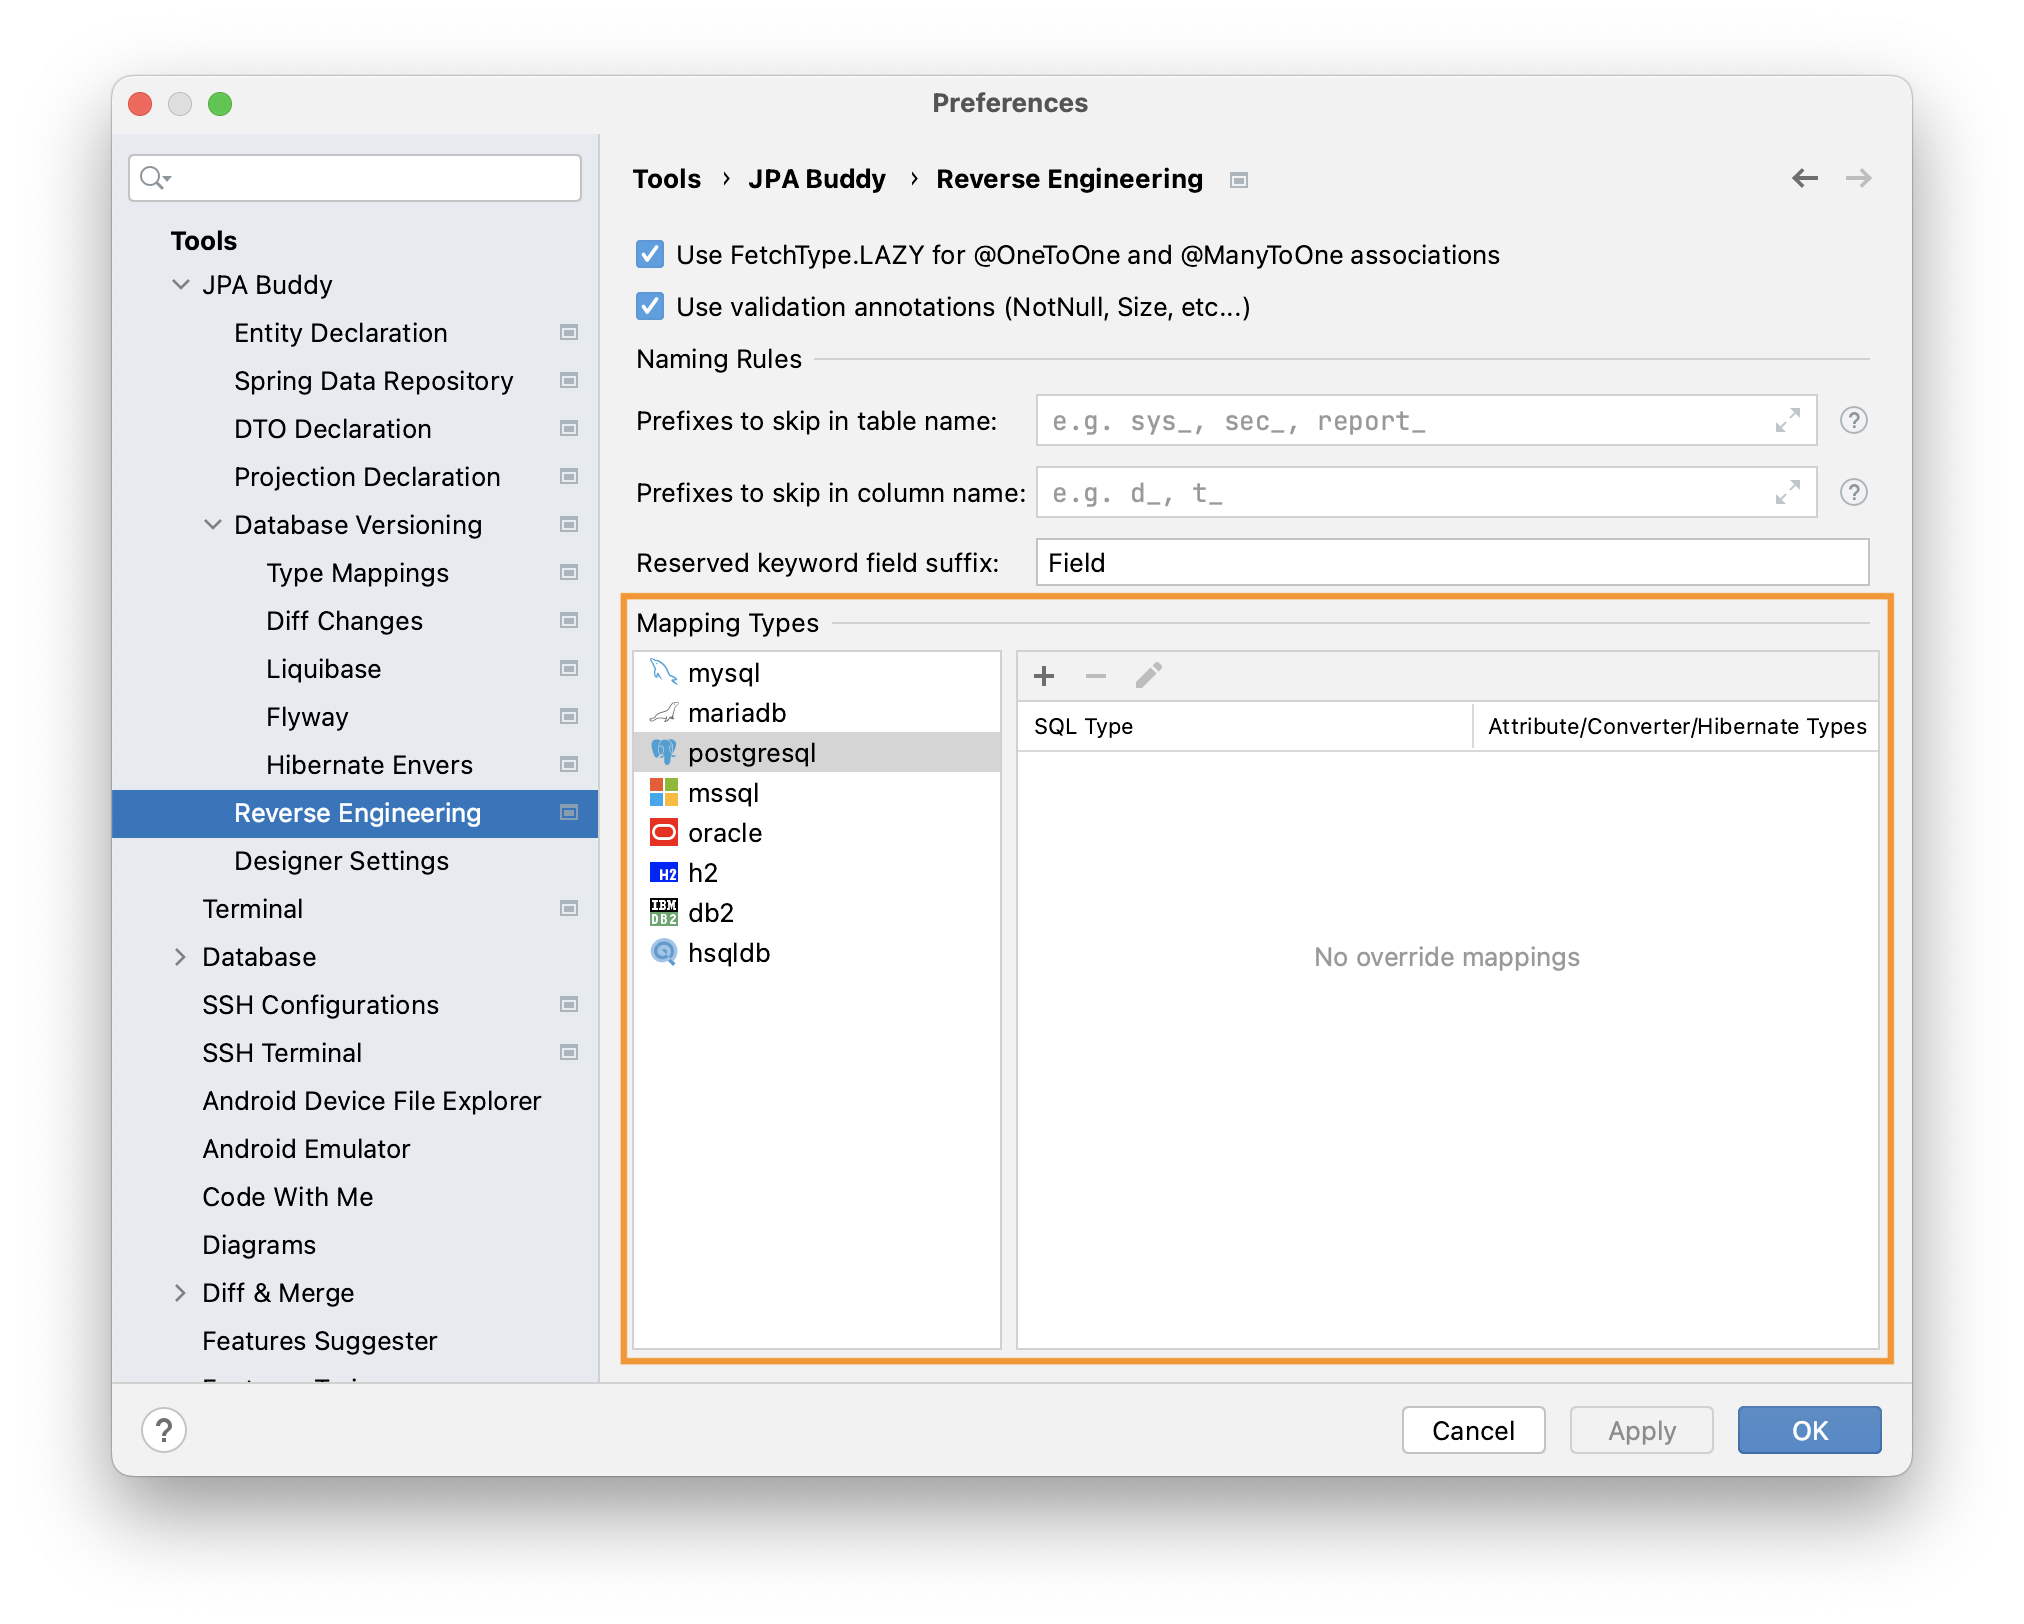 Preferences
Tools
JPA Buddy
Entity Declaration
Spring Data Repository
DTO Declaration
Projection Declaration
Database Versioning
Type Mappings
Diff Changes
Liquibase
Flyway
Hibernate Envers
Reverse Engineering
Designer Settings
Terminal
Database
SSH Configurations
SSH Terminal
Android Device File Explorer
Android Emulator
Code With Me
Diagrams
Diff & Merge
Features Suggester
Tools › JPA Buddy › Reverse Engineering
Use FetchType.LAZY for @OneToOne and @ManyToOne associations
Use validation annotations (NotNull, Size, etc...)
Naming Rules
Prefixes to skip in table name: e.g. sys_, sec_, report_ ?
Prefixes to skip in column name: e.g. d_, t_ ?
Reserved keyword field suffix: Field
Mapping Types
mysql
mariadb
postgresql
mssql
oracle
H2 h2
IBM DB2 db2
hsqldb
SQL Type Attribute/Converter/Hibernate Types
No override mappings
? Cancel Apply OK